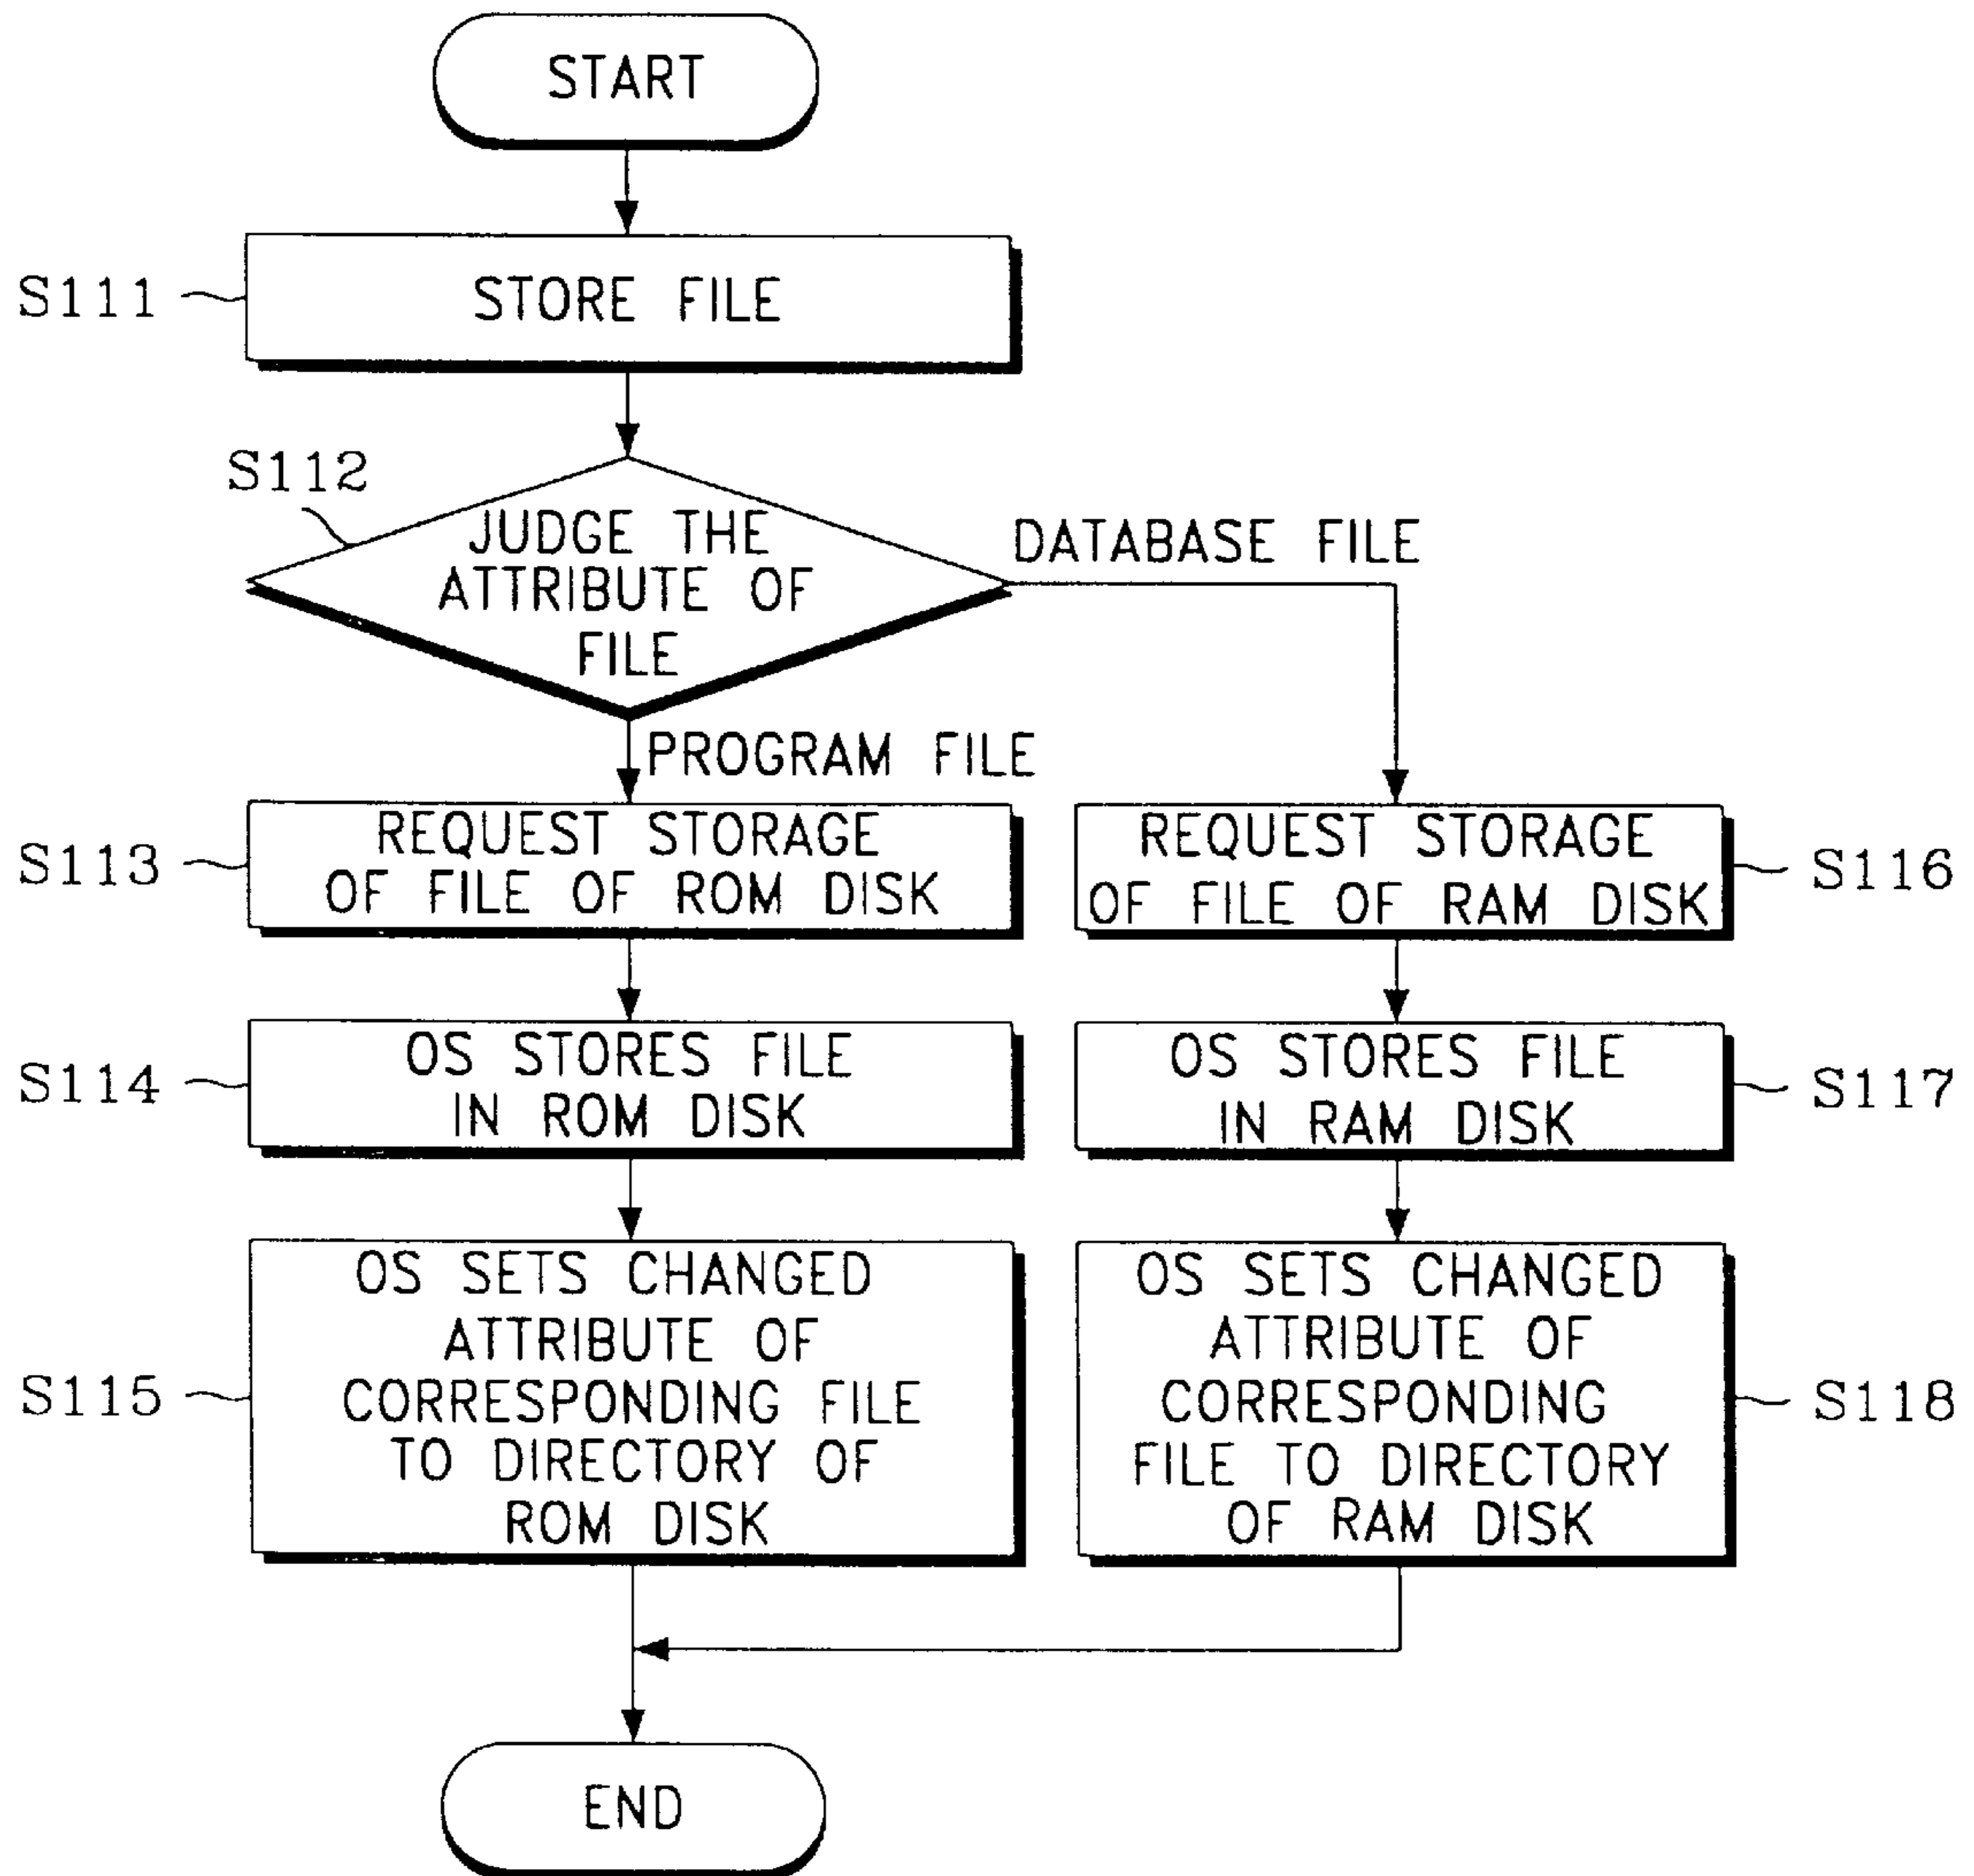 START
S111
STORE FILE
S112
JUDGE THE
ATTRIBUTE OF
FILE
DATABASE FILE
PROGRAM FILE
S113
REQUEST STORAGE
OF FILE OF ROM DISK
REQUEST STORAGE
OF FILE OF RAM DISK
S116
S114
OS STORES FILE
IN ROM DISK
OS STORES FILE
IN RAM DISK
S117
S115
OS SETS CHANGED
ATTRIBUTE OF
CORRESPONDING FILE
TO DIRECTORY OF
ROM DISK
OS SETS CHANGED
ATTRIBUTE OF
CORRESPONDING
FILE TO DIRECTORY
OF RAM DISK
S118
END